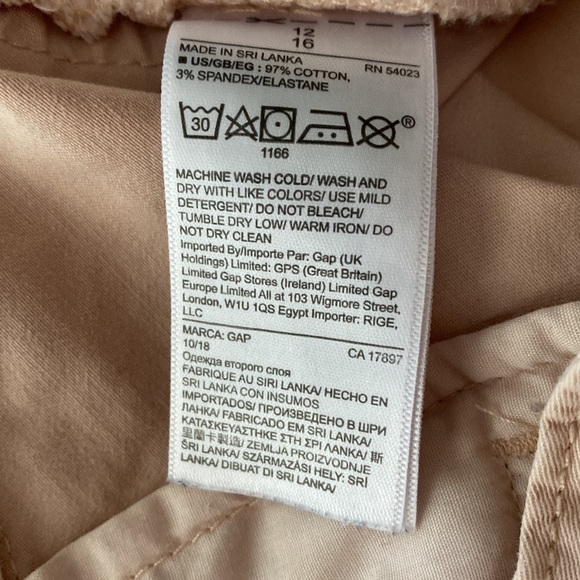 12
16
MADE IN SRI LANKA
RN 54023
■ US/GB/EG : 97% COTTON,
3% SPANDEX/ELASTANE
30
®
1166
MACHINE WASH COLD/ WASH AND
DRY WITH LIKE COLORS/ USE MILD
DETERGENT/ DO NOT BLEACH/
TUMBLE DRY LOW/ WARM IRON/ DO
NOT DRY CLEAN
Imported By/Importe Par: Gap (UK
Holdings) Limited: GPS (Great Britain)
Limited Gap Stores (Ireland) Limited Gap
Europe Limited All at 103 Wigmore Street,
London, W1U 1QS Egypt Importer: RIGE,
LLC
MARCA: GAP
10/18
CA 17897
Одежда второго слоя
FABRIQUE AU SIRI LANKA/ HECHO EN
SRI LANKA CON INSUMOS
IMPORTADOS/ ПРОИЗВЕДЕНО В ШРИ
ЛАНКА/ FABRICADO EM SRI LANKA/
ΚΑΤΑΣΚΕΥΑΣΤΗΚΕ ΣΤΗ ΣΡΙ ΛΑΝΚΑ/ 斯
里蘭卡製造/ ZEMLJA PROIZVODNJE
ŠRI LANKA/ SZÁRMAZÁSI HELY: SRÍ
LANKA/ DIBUAT DI SRI LANKA/